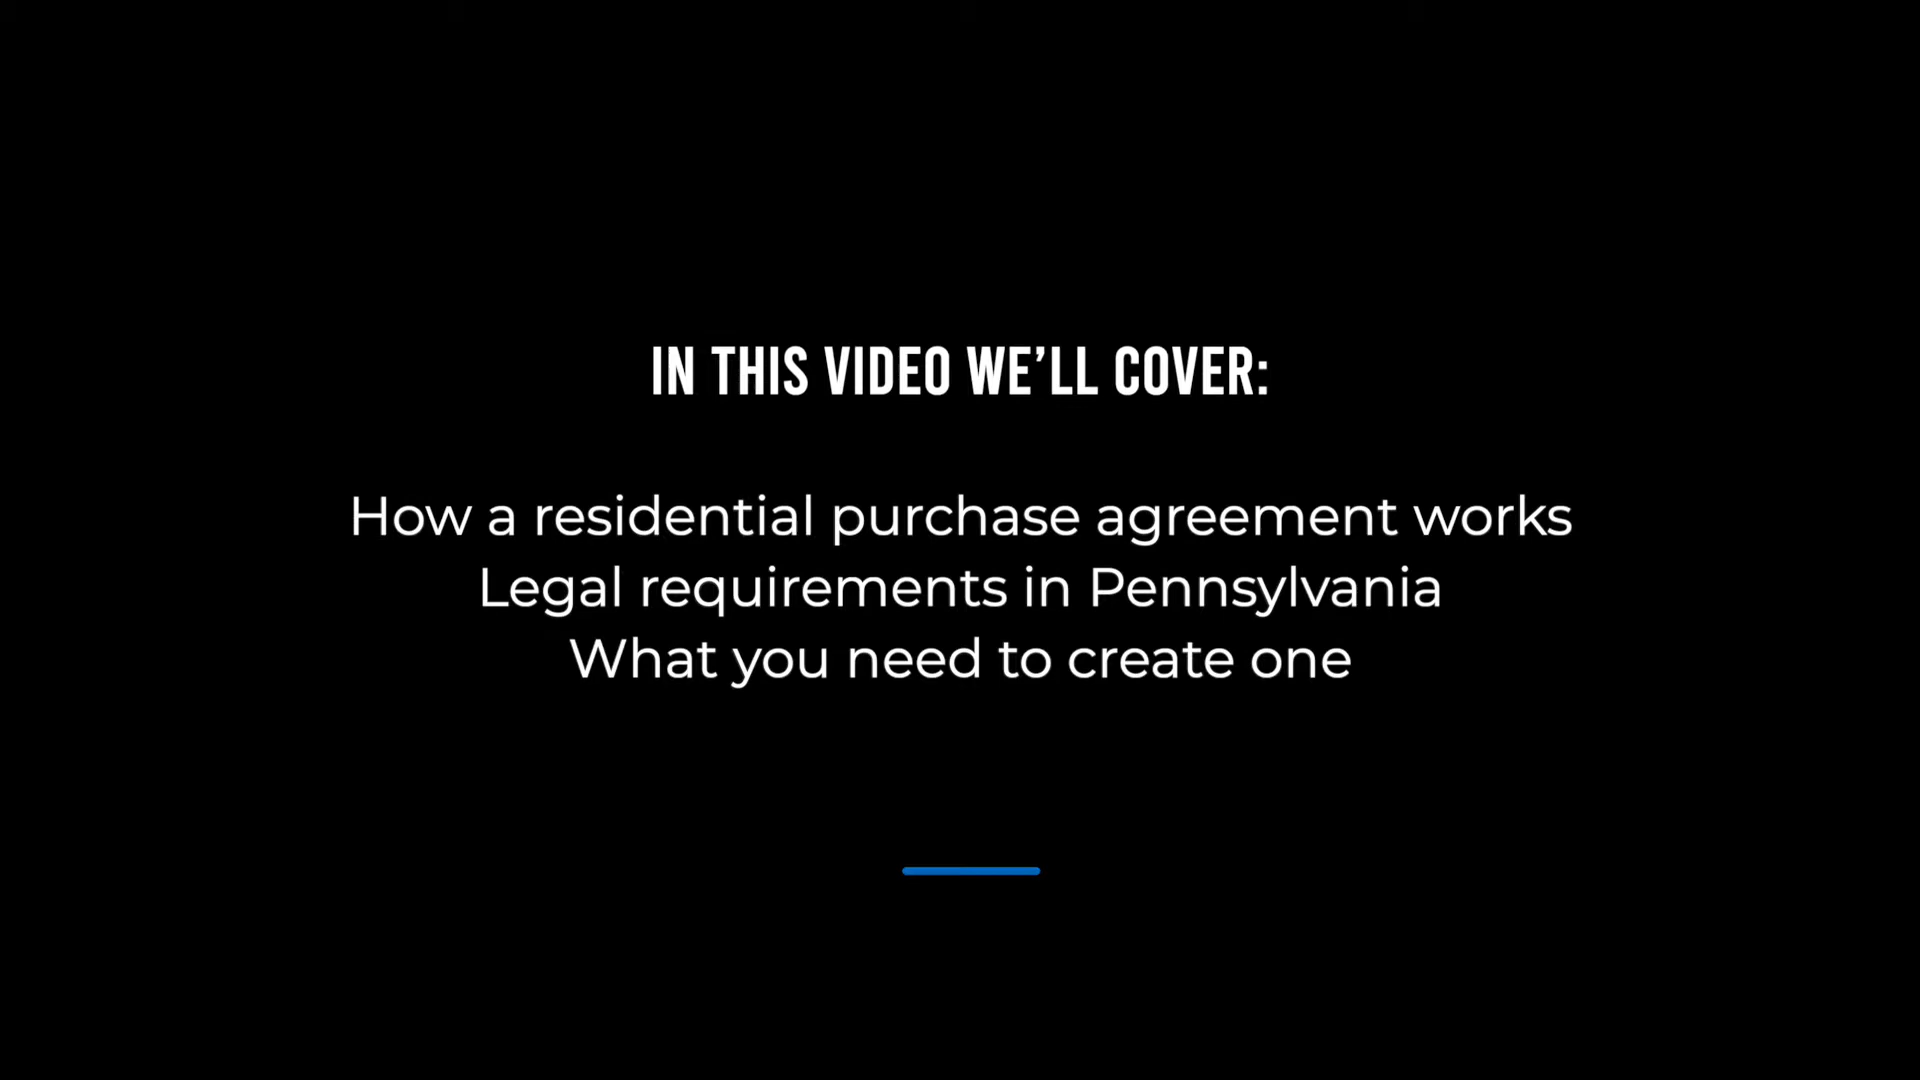 IN THIS VIDEO WE’LL COVER:
How a residential purchase agreement works
Legal requirements in Pennsylvania
What you need to create one